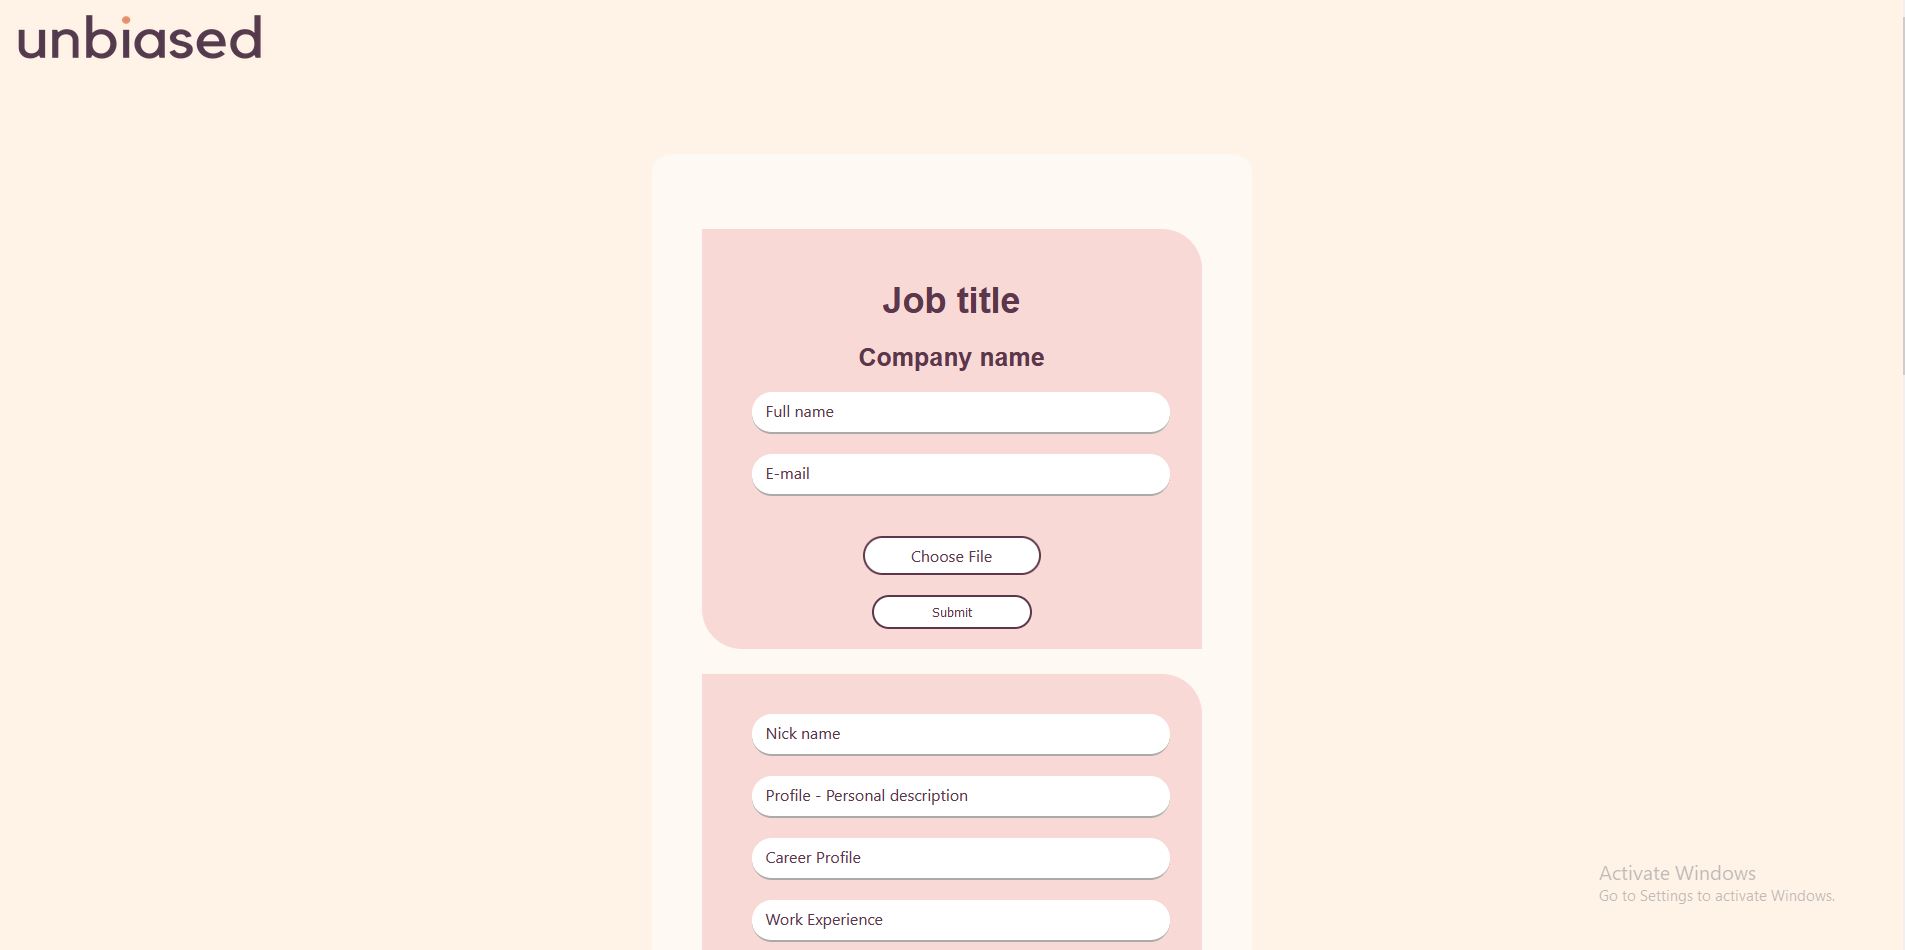 unbiased
Job title
Company name
Full name
E-mail
Choose File
Submit
Nick name
Profile - Personal description
Career Profile
Work Experience
Activate Windows
Go to Settings to activate Windows.